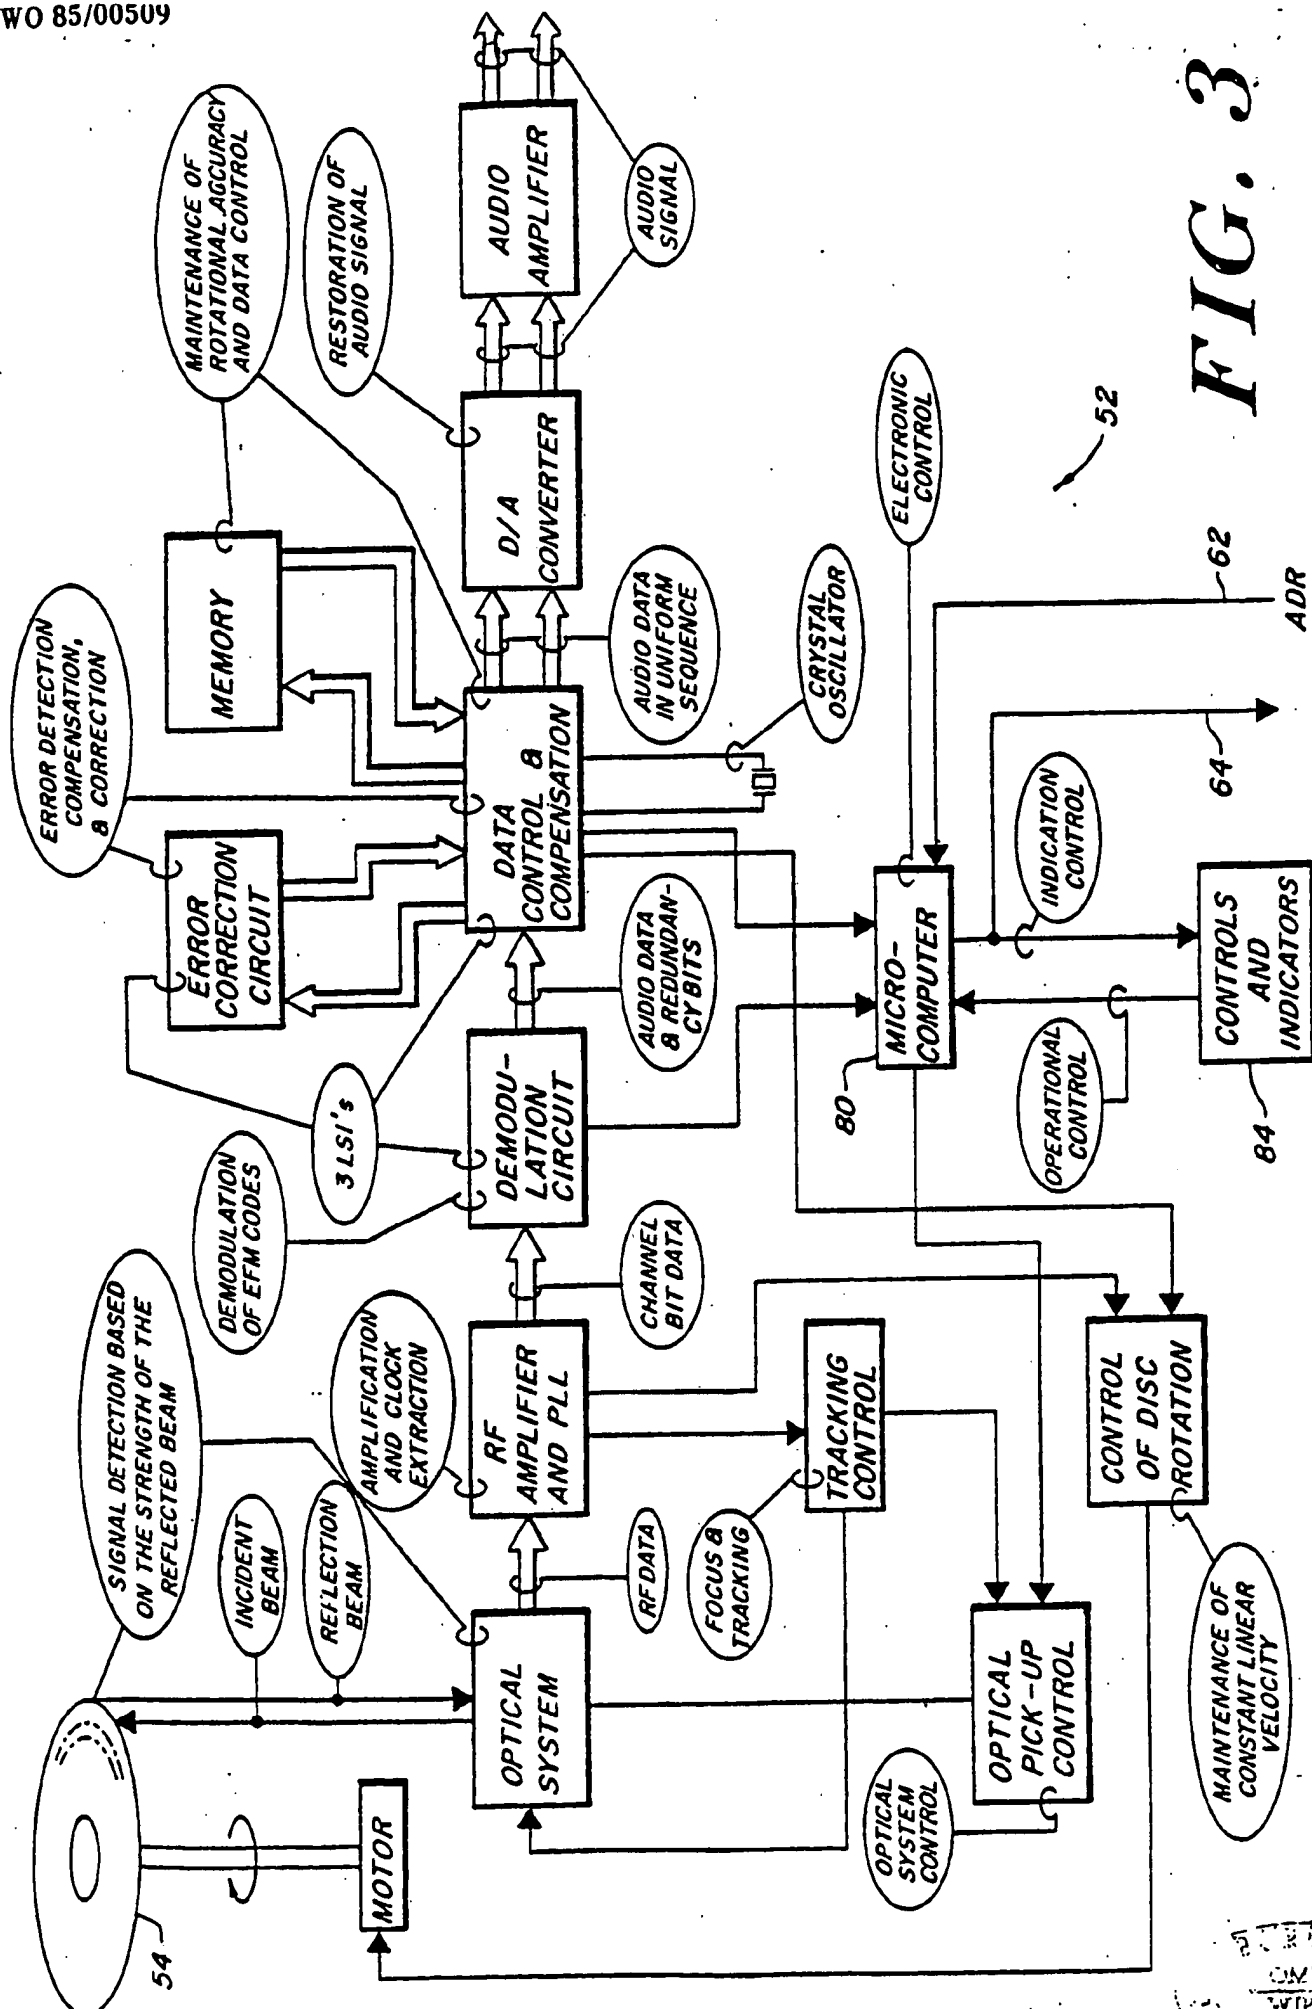 WO 85/00509
SIGNAL DETECTION BASED
ON THE STRENGTH OF THE
REFLECTED BEAM
INCIDENT
BEAM
REFLECTION
BEAM
54
MOTOR
DEMODULATION
OF EFM CODES
AMPLIFICATION
AND CLOCK
EXTRACTION
3 LSI's
ERROR DETECTION
COMPENSATION,
& CORRECTION
ERROR
CORRECTION
CIRCUIT
MEMORY
MAINTENANCE OF
ROTATIONAL ACCURACY
AND DATA CONTROL
RESTORATION OF
AUDIO SIGNAL
OPTICAL
SYSTEM
RF
AMPLIFIER
AND PLL
DEMODU-
LATION
CIRCUIT
DATA
CONTROL &
COMPENSATION
D/A
CONVERTER
AUDIO
AMPLIFIER
RF DATA
CHANNEL
BIT DATA
AUDIO DATA
& REDUNDAN-
CY BITS
AUDIO DATA
IN UNIFORM
SEQUENCE
AUDIO
SIGNAL
FOCUS &
TRACKING
TRACKING
CONTROL
CRYSTAL
OSCILLATOR
OPTICAL
SYSTEM
CONTROL
OPTICAL
PICK-UP
CONTROL
80
MICRO-
COMPUTER
ELECTRONIC
CONTROL
OPERATIONAL
CONTROL
INDICATION
CONTROL
52
CONTROL
OF DISC
ROTATION
MAINTENANCE OF
CONSTANT LINEAR
VELOCITY
84
CONTROLS
AND
INDICATORS
64
62
ADR
FIG. 3